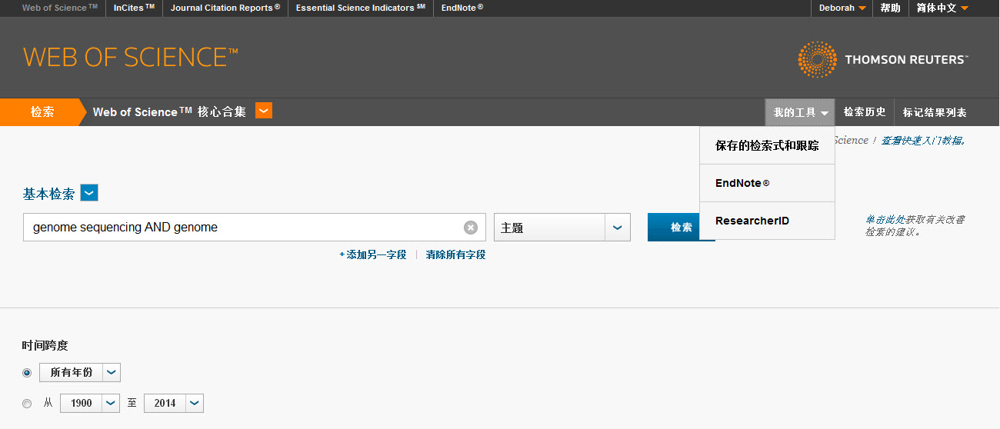 Web of Science™ InCites™ Journal Citation Reports® Essential Science Indicators℠ EndNote® Deborah 帮助 简体中文
WEB OF SCIENCE™
THOMSON REUTERS™
检索 Web of Science™ 核心合集 我的工具 检索历史 标记结果列表
保存的检索式和跟踪
Science / 查看快速入门教程。
EndNote®
ResearcherID
基本检索
genome sequencing AND genome 主题 检索
单击此处获取有关改善
检索的建议。
+添加另一字段 | 清除所有字段
时间跨度
所有年份
从 1900 至 2014